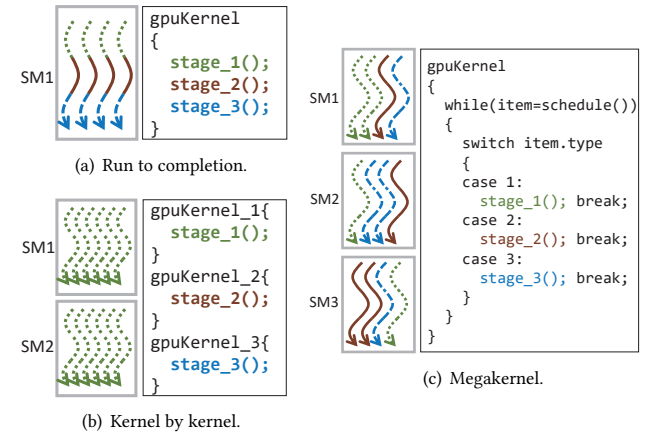 SM1
gpuKernel
{
stage_1();
stage_2();
stage_3();
}
(a) Run to completion.
SM1
SM2
gpuKernel_1{
stage_1();
}
gpuKernel_2{
stage_2();
}
gpuKernel_3{
stage_3();
}
(b) Kernel by kernel.
SM1
SM2
SM3
gpuKernel
{
while(item=schedule())
{
switch item.type
{
case 1:
stage_1(); break;
case 2:
stage_2(); break;
case 3:
stage_3(); break;
}
}
}
(c) Megakernel.